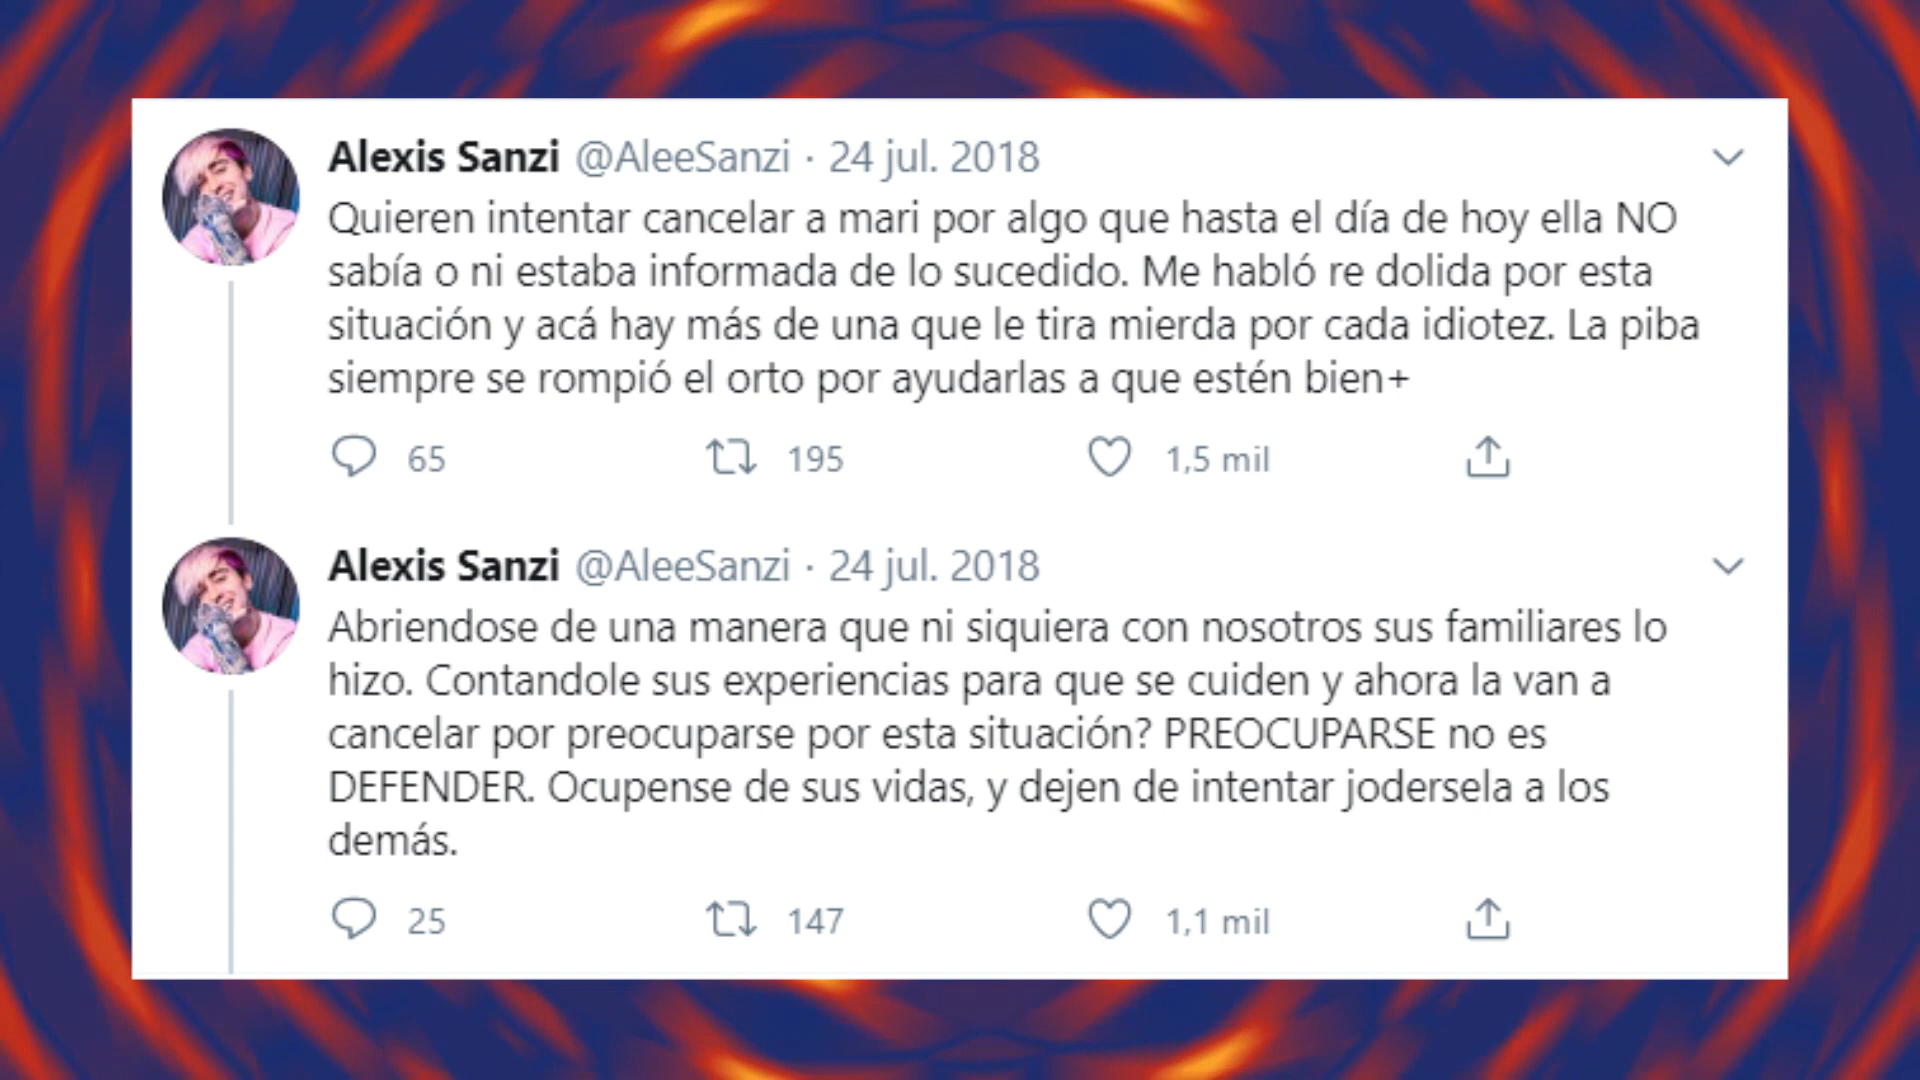 Alexis Sanzi @AleeSanzi · 24 jul. 2018
Quieren intentar cancelar a mari por algo que hasta el día de hoy ella NO
sabía o ni estaba informada de lo sucedido. Me habló re dolida por esta
situación y acá hay más de una que le tira mierda por cada idiotez. La piba
siempre se rompió el orto por ayudarlas a que estén bien+
65 195 1,5 mil
Alexis Sanzi @AleeSanzi · 24 jul. 2018
Abriendose de una manera que ni siquiera con nosotros sus familiares lo
hizo. Contandole sus experiencias para que se cuiden y ahora la van a
cancelar por preocuparse por esta situación? PREOCUPARSE no es
DEFENDER. Ocupense de sus vidas, y dejen de intentar jodersela a los
demás.
25 147 1,1 mil